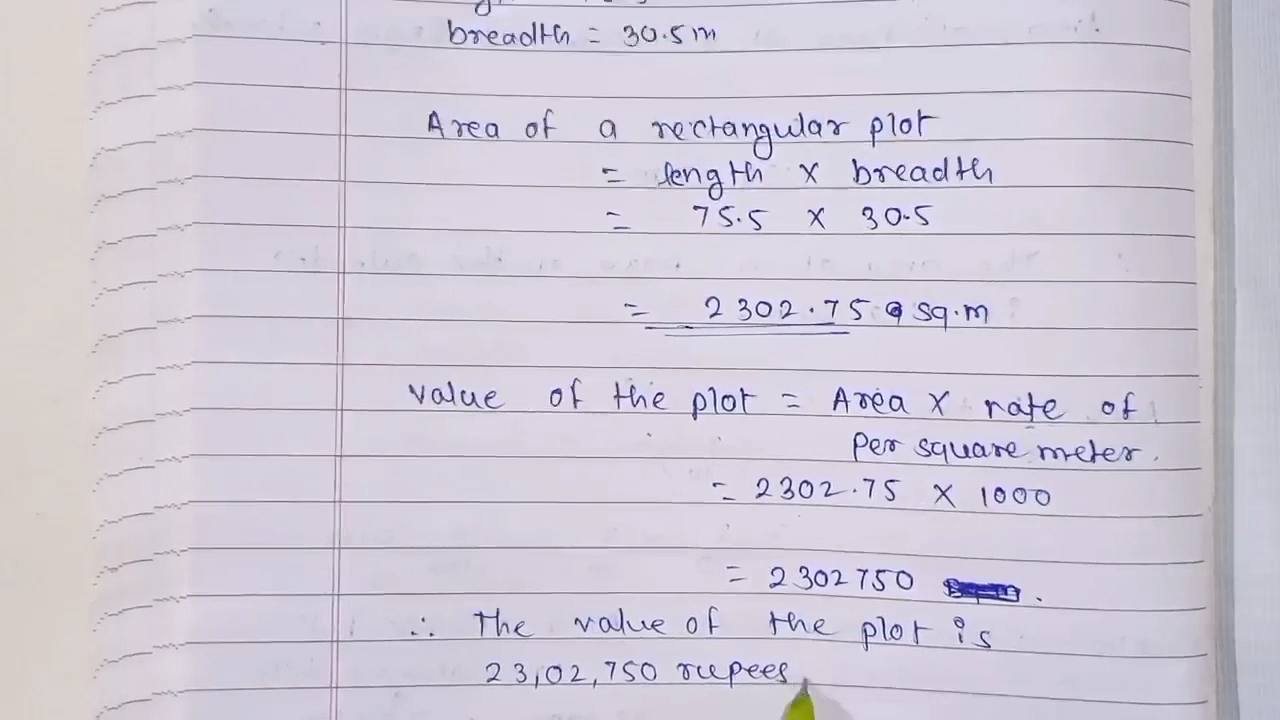 breadth = 30.5m
Area of a rectangular plot
= length x breadth
= 75.5 x 30.5
= 2302.75 sq.m
Value of the plot = Area x rate of
per square meter.
= 2302.75 x 1000
= 2302750 .
∴ The value of the plot is
23,02,750 rupees